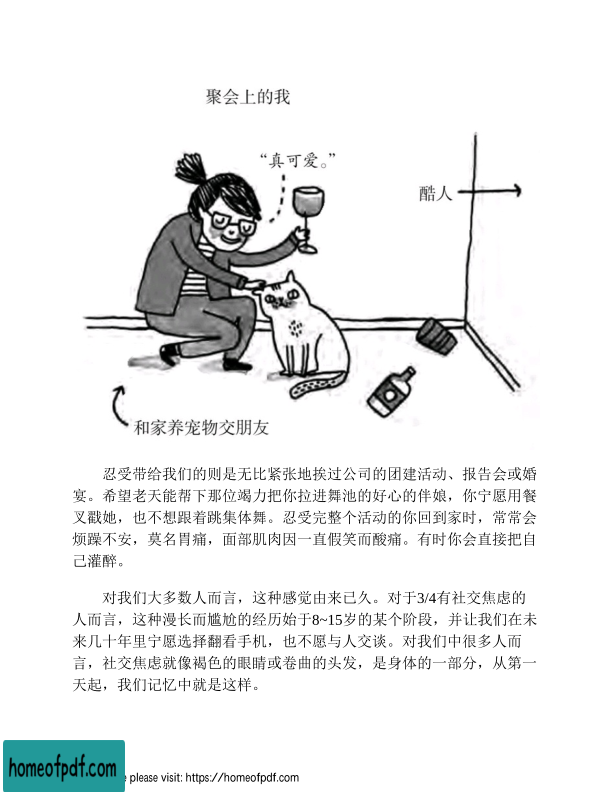 聚会上的我
“真可爱。”
酷人
和家养宠物交朋友
忍受带给我们的则是无比紧张地挨过公司的团建活动、报告会或婚
宴。希望老天能帮下那位竭力把你拉进舞池的好心的伴娘，你宁愿用餐
叉戳她，也不想跟着跳集体舞。忍受完整个活动的你回到家时，常常会
烦躁不安，莫名胃痛，面部肌肉因一直假笑而酸痛。有时你会直接把自
己灌醉。
对我们大多数人而言，这种感觉由来已久。对于3/4有社交焦虑的
人而言，这种漫长而尴尬的经历始于8~15岁的某个阶段，并让我们在未
来几十年里宁愿选择翻看手机，也不愿与人交谈。对我们中很多人而
言，社交焦虑就像褐色的眼睛或卷曲的头发，是身体的一部分，从第一
天起，我们记忆中就是这样。
homeofpdf.com
e please visit: https://homeofpdf.com